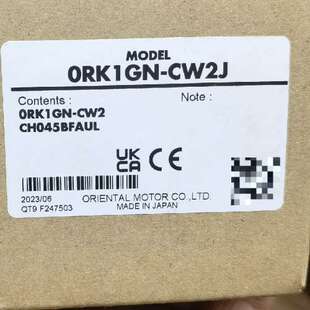 MODEL
0RK1GN-CW2J
Contents : Note :
0RK1GN-CW2
CH045BFAUL
UK CA CE
2023/06
QT9 F247503
ORIENTAL MOTOR CO.,LTD.
MADE IN JAPAN